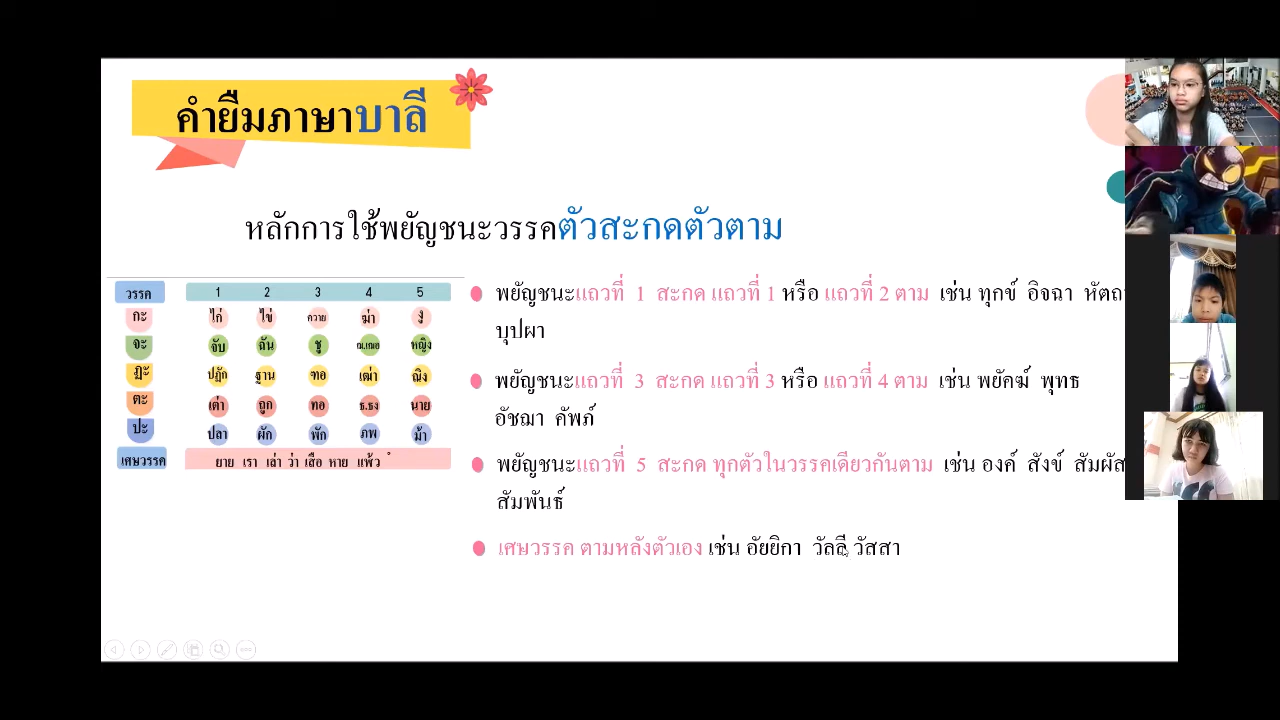 คำยืมภาษาบาลี
หลักการใช้พยัญชนะวรรคตัวสะกดตัวตาม
วรรค 1 2 3 4 5
กะ ไก่ ไข่ ควาย ฆ่า งู
จะ จับ ฉัน ชู ฌ.เฌอ หญิง
ฏะ ปฏัก ฐาน ฑอ เฒ่า ณิง
ตะ เต่า ถูก ทอ ธ.ธง นาย
ปะ ปลา ผัก พัก ภพ ม้า
เศษวรรค ยาย เรา เล่า ว่า เสือ หาย แพ้ว ํ
พยัญชนะแถวที่ 1 สะกด แถวที่ 1 หรือ แถวที่ 2 ตาม เช่น ทุกข์ อิจฉา
บุปผา
พยัญชนะแถวที่ 3 สะกด แถวที่ 3 หรือ แถวที่ 4 ตาม เช่น พยัคฆ์ พุทธ
อัชฌา คัพภ์
พยัญชนะแถวที่ 5 สะกด ทุกตัวในวรรคเดียวกันตาม เช่น องค์ สังข์ สัมผัส
สัมพันธ์
เศษวรรค ตามหลังตัวเอง เช่น อัยยิกา วัลลี วัสสา